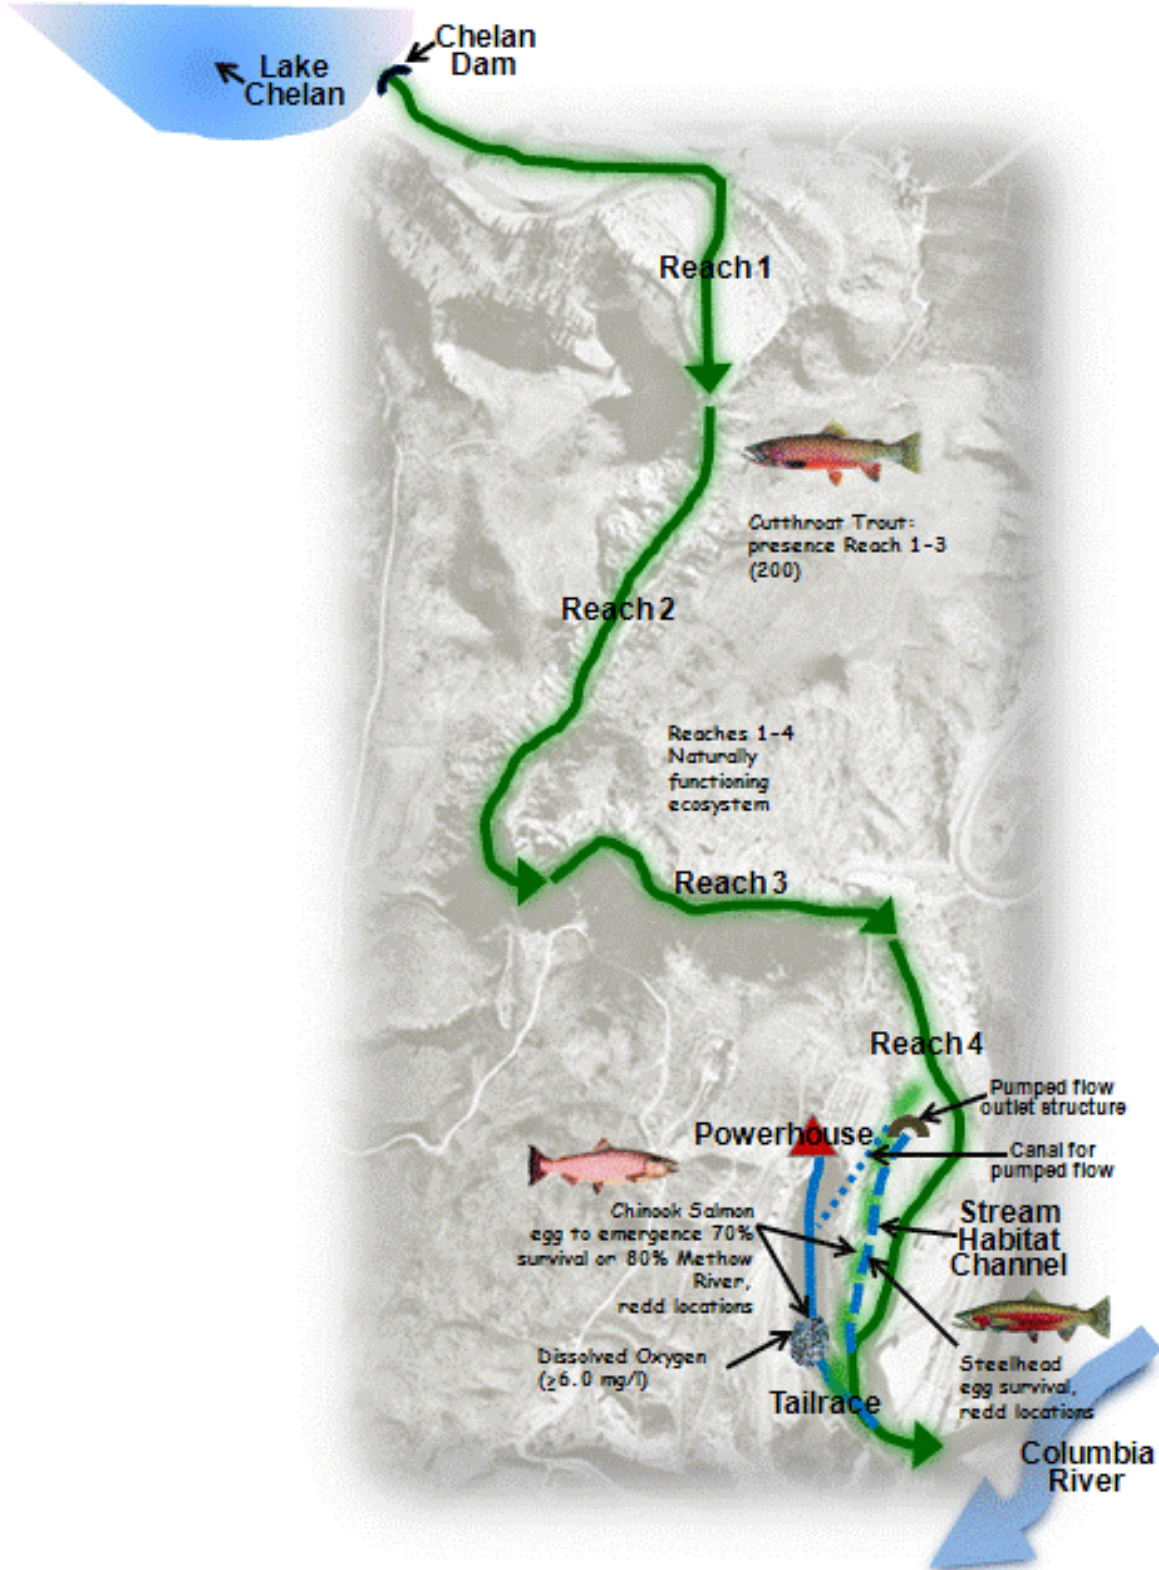 Chelan
Dam
Lake
Chelan
Reach 1
Cutthroat Trout:
presence Reach 1-3
(200)
Reach 2
Reaches 1-4
Naturally
functioning
ecosystem
Reach 3
Reach 4
Pumped flow
outlet structure
Powerhouse
Canal for
pumped flow
Chinook Salmon
egg to emergence 70%
survival or 80% Methow
River,
redd locations
Stream
Habitat
Channel
Dissolved Oxygen
(≥6.0 mg/l)
Steelhead
egg survival,
redd locations
Tailrace
Columbia
River